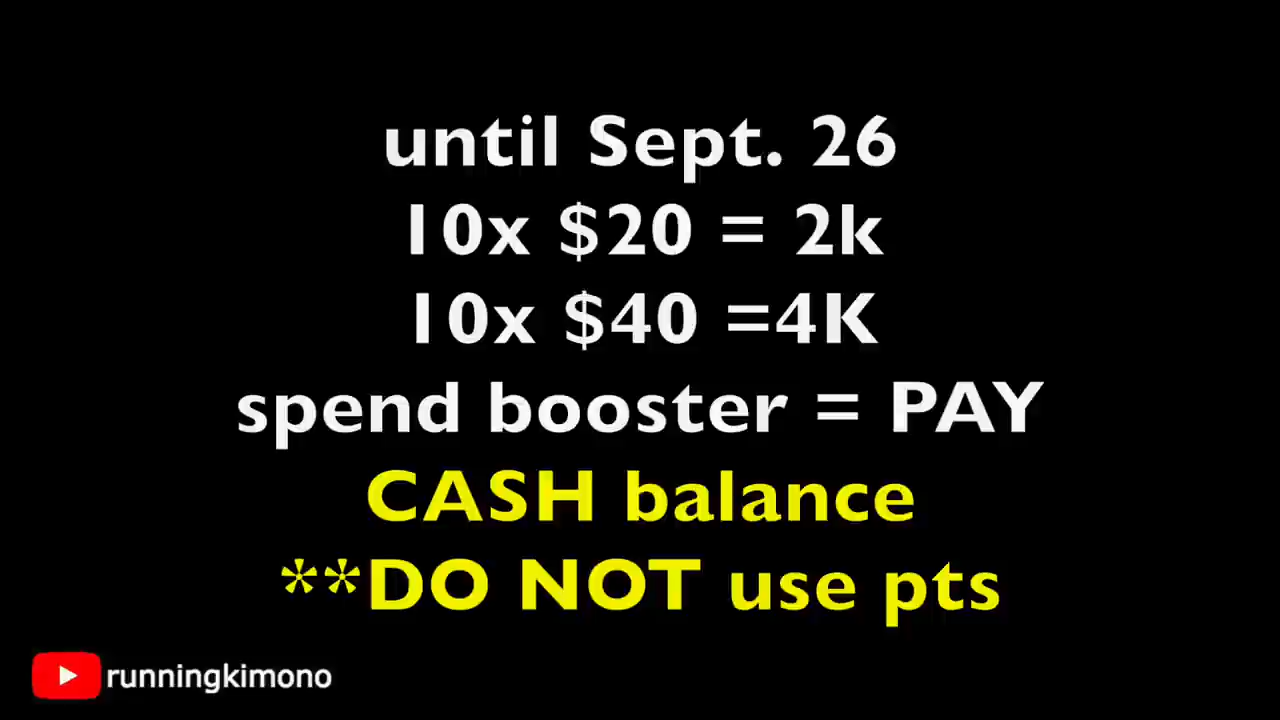 until Sept. 26
10x $20 = 2k
10x $40 =4K
spend booster = PAY
CASH balance
**DO NOT use pts
runningkimono